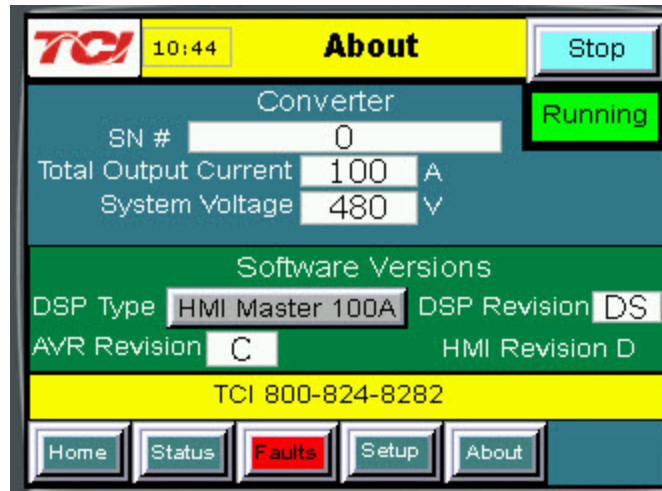 TCI 10:44 About Stop
Converter Running
SN # 0
Total Output Current 100 A
System Voltage 480 V
Software Versions
DSP Type HMI Master 100A DSP Revision DS
AVR Revision C HMI Revision D
TCI 800-824-8282
Home Status Faults Setup About